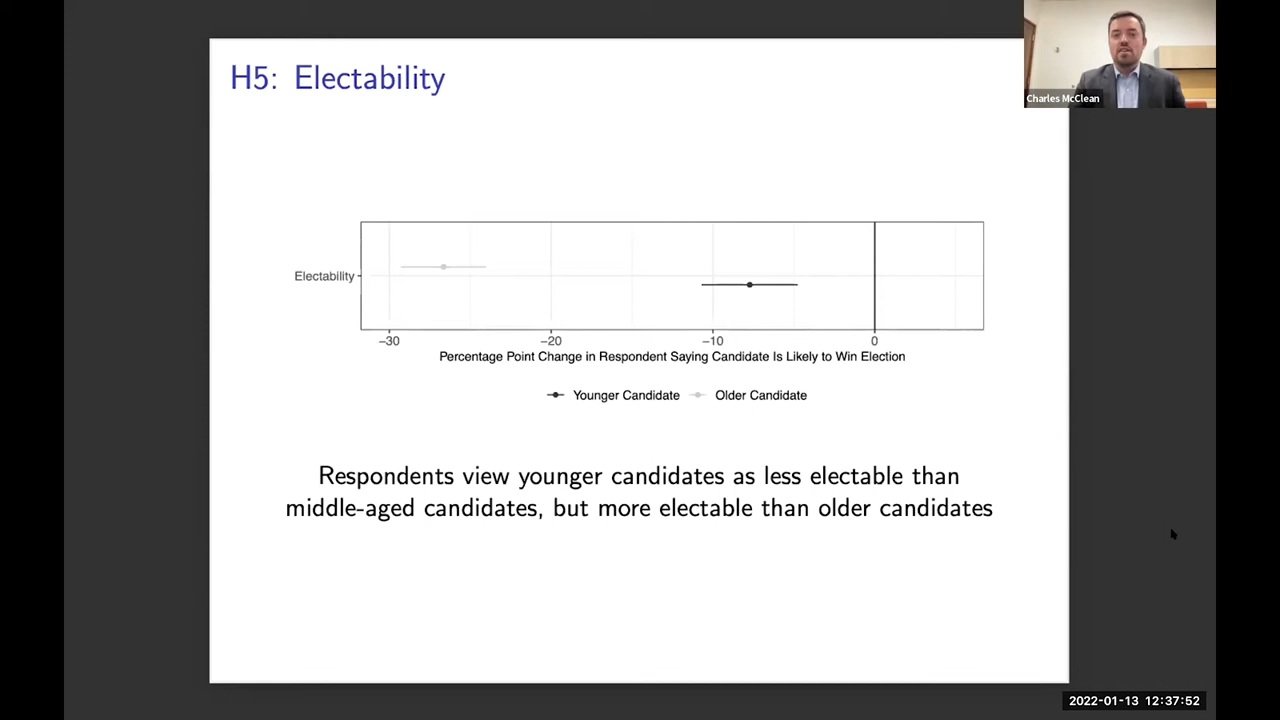 H5: Electability
Charles McClean
Electability
−30 −20 −10 0
Percentage Point Change in Respondent Saying Candidate Is Likely to Win Election
Younger Candidate Older Candidate
Respondents view younger candidates as less electable than
middle-aged candidates, but more electable than older candidates
2022-01-13 12:37:52